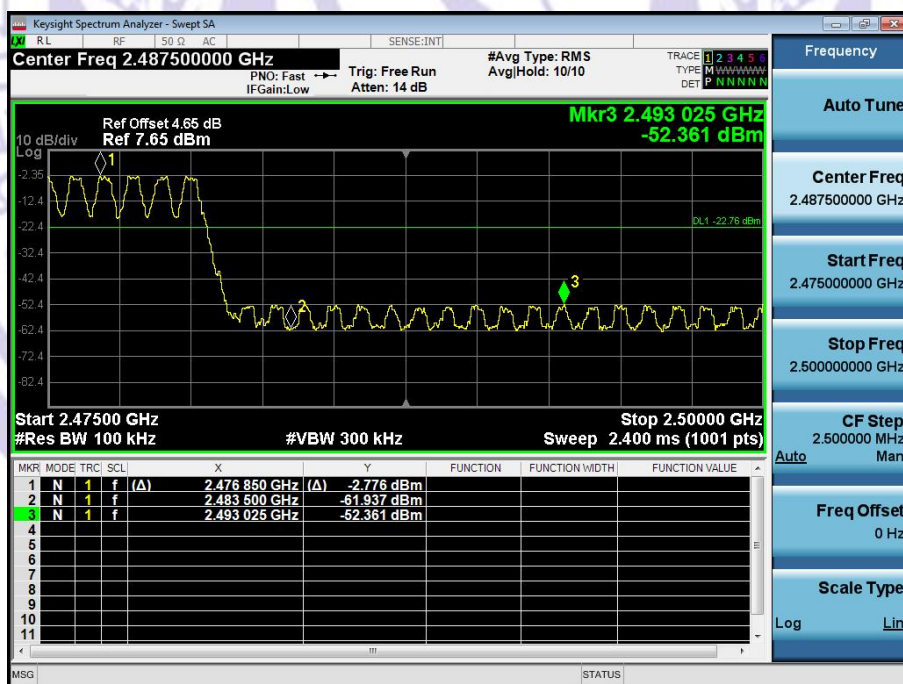 Keysight Spectrum Analyzer - Swept SA
LXI RL RF 50 Ω AC SENSE:INT
Center Freq 2.487500000 GHz
PNO: Fast
IFGain:Low
Trig: Free Run
Atten: 14 dB
#Avg Type: RMS
Avg|Hold: 10/10
TRACE 1 2 3 4 5 6
TYPE M W W W W W
DET P N N N N N
Mkr3 2.493 025 GHz
-52.361 dBm
Ref Offset 4.65 dB
10 dB/div Ref 7.65 dBm
Log
1
-2.35
-12.4
-22.4
DL1 -22.76 dBm
-32.4
-42.4
3
-52.4
2
-62.4
-72.4
-82.4
Start 2.47500 GHz Stop 2.50000 GHz
#Res BW 100 kHz #VBW 300 kHz Sweep 2.400 ms (1001 pts)
MKR MODE TRC SCL X Y FUNCTION FUNCTION WIDTH FUNCTION VALUE
1 N 1 f (Δ) 2.476 850 GHz (Δ) -2.776 dBm
2 N 1 f 2.483 500 GHz -61.937 dBm
3 N 1 f 2.493 025 GHz -52.361 dBm
4
5
6
7
8
9
10
11
MSG STATUS
Frequency
Auto Tune
Center Freq
2.487500000 GHz
Start Freq
2.475000000 GHz
Stop Freq
2.500000000 GHz
CF Step
2.500000 MHz
Auto Man
Freq Offset
0 Hz
Scale Type
Log Lin